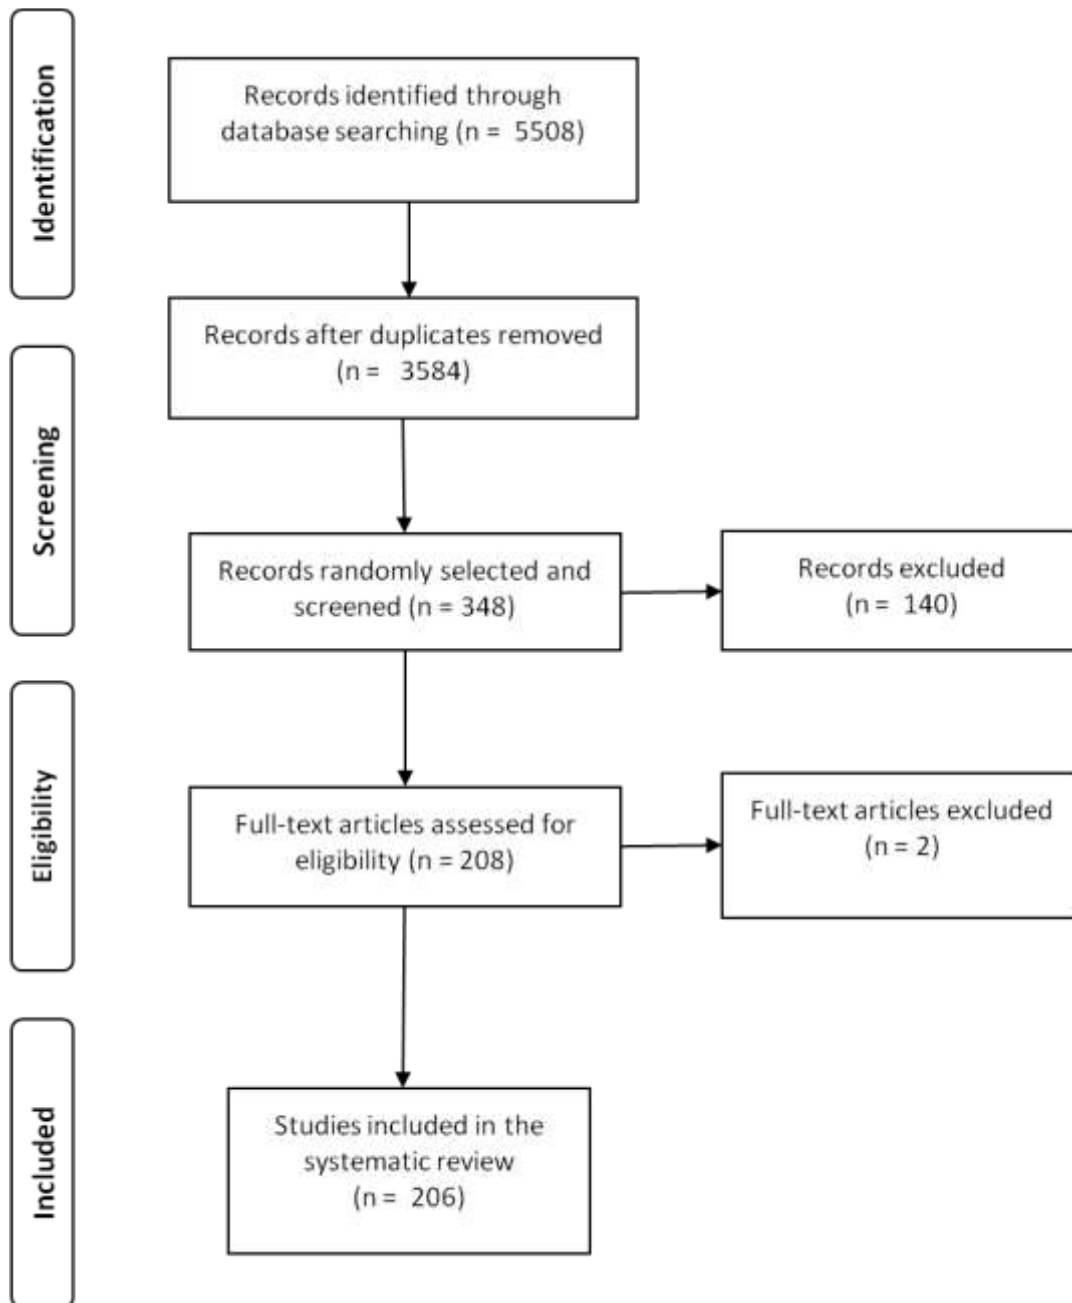 Identification
Records identified through
database searching (n = 5508)
Records after duplicates removed
(n = 3584)
Screening
Records randomly selected and
screened (n = 348)
Records excluded
(n = 140)
Eligibility
Full-text articles assessed for
eligibility (n = 208)
Full-text articles excluded
(n = 2)
Included
Studies included in the
systematic review
(n = 206)